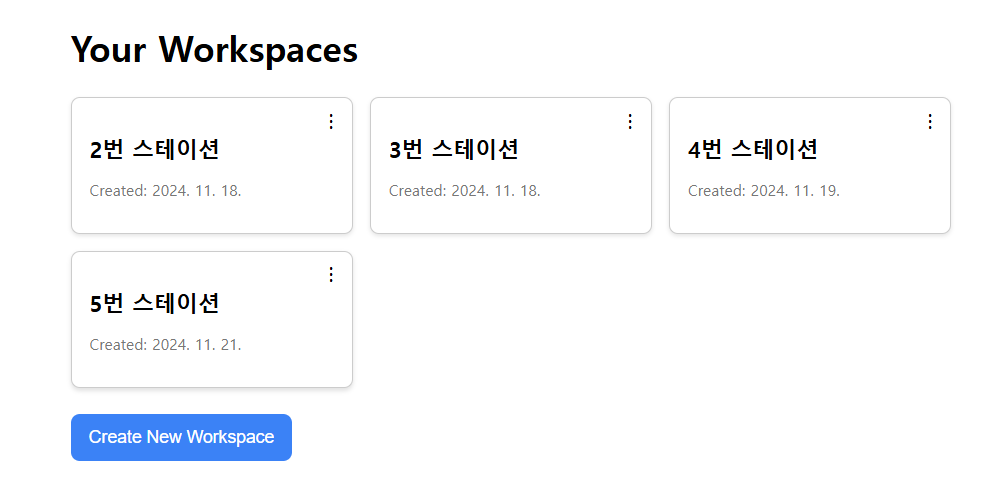 Your Workspaces
2번 스테이션
Created: 2024. 11. 18.
3번 스테이션
Created: 2024. 11. 18.
4번 스테이션
Created: 2024. 11. 19.
5번 스테이션
Created: 2024. 11. 21.
Create New Workspace